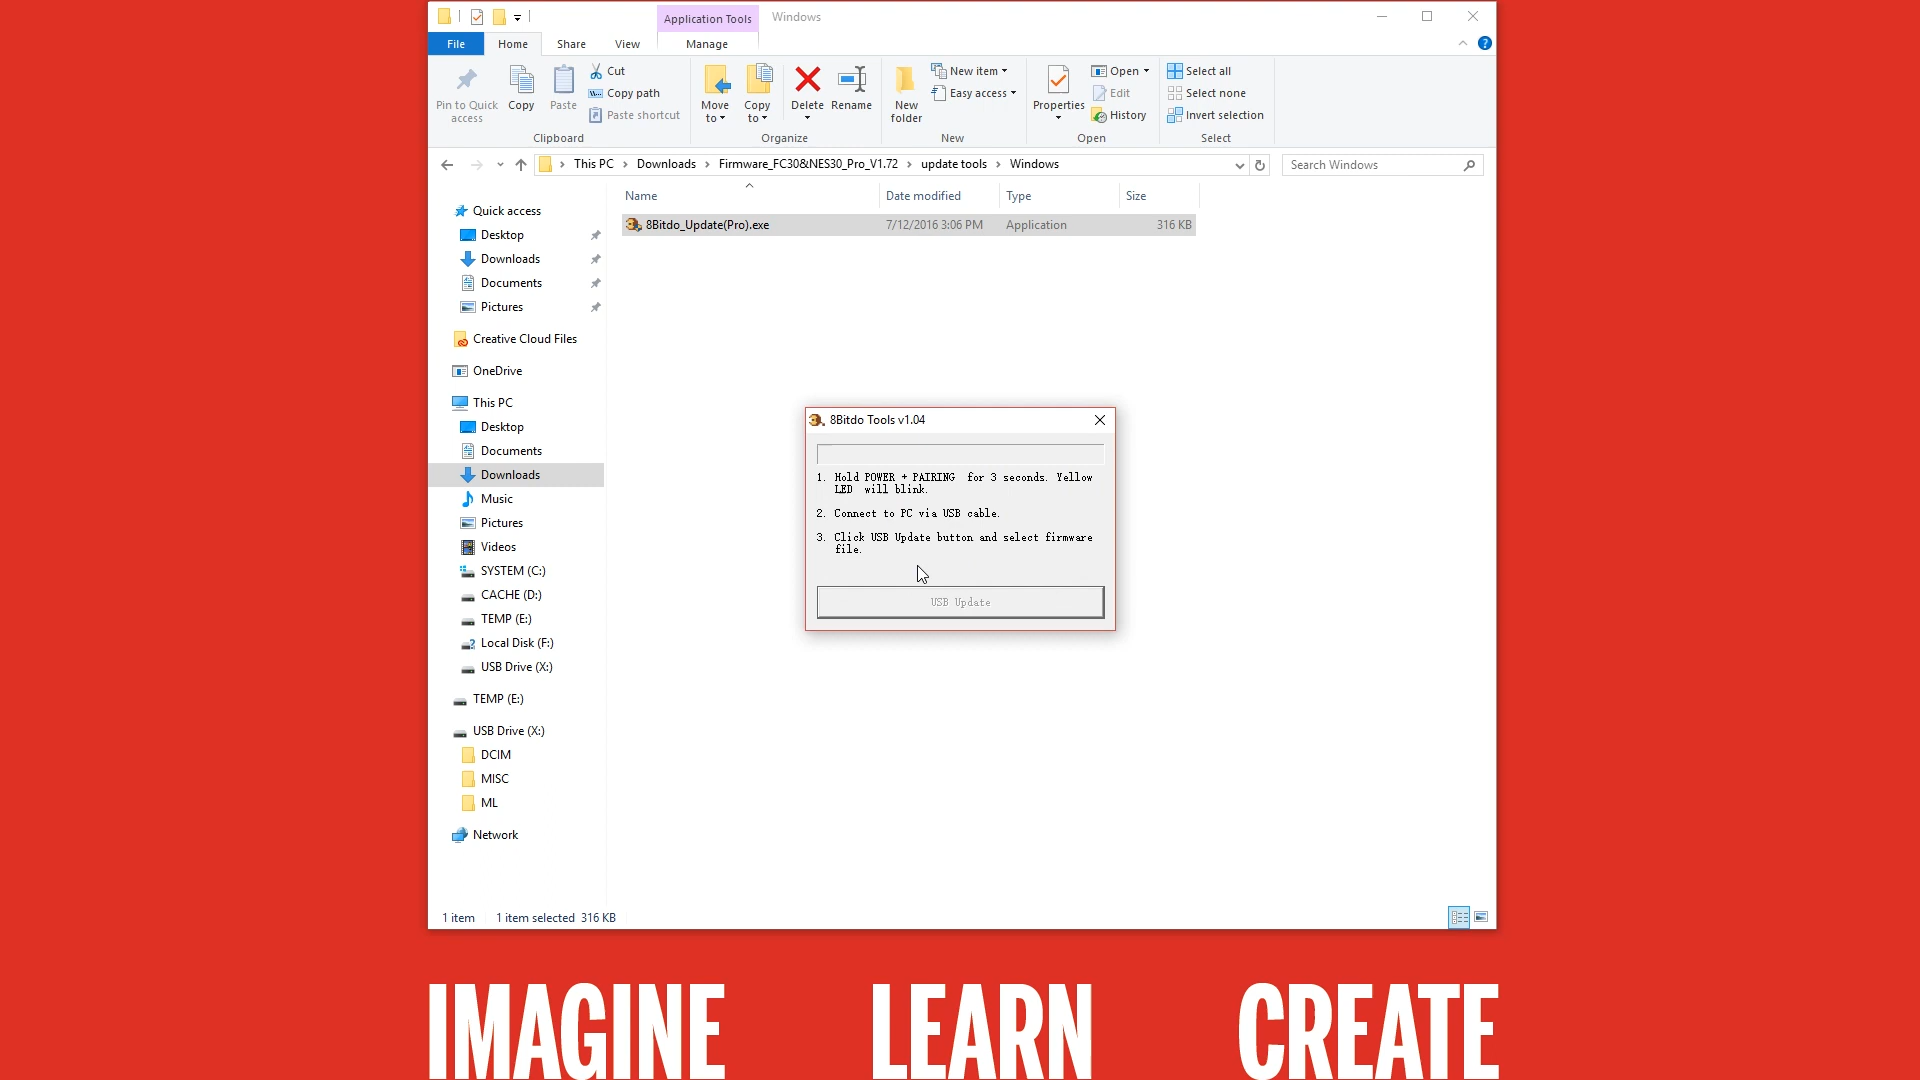 Application Tools
Windows
File
Home
Share
View
Manage
Pin to Quick access
Copy
Paste
Cut
Copy path
Paste shortcut
Clipboard
Move to
Copy to
Delete
Rename
Organize
New folder
New item
Easy access
New
Properties
Open
Edit
History
Open
Select all
Select none
Invert selection
Select
This PC > Downloads > Firmware_FC30&NES30_Pro_V1.72 > update tools > Windows
Search Windows
Name
Date modified
Type
Size
8Bitdo_Update(Pro).exe
7/12/2016 3:06 PM
Application
316 KB
Quick access
Desktop
Downloads
Documents
Pictures
Creative Cloud Files
OneDrive
This PC
Desktop
Documents
Downloads
Music
Pictures
Videos
SYSTEM (C:)
CACHE (D:)
TEMP (E:)
Local Disk (F:)
USB Drive (X:)
TEMP (E:)
USB Drive (X:)
DCIM
MISC
ML
Network
8Bitdo Tools v1.04
1. Hold POWER + PAIRING for 3 seconds. Yellow
LED will blink.
2. Connect to PC via USB cable.
3. Click USB Update button and select firmware
file.
USB Update
1 item
1 item selected 316 KB
IMAGINE LEARN CREATE